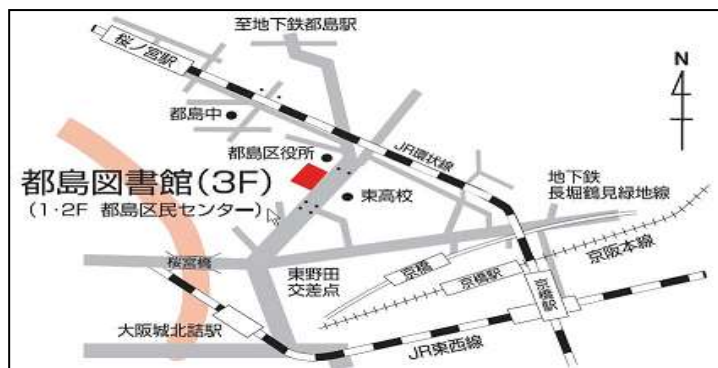 至地下鉄都島駅
桜ノ宮駅
N
都島中
JR環状線
都島区役所
都島図書館(3F)
(1・2F 都島区民センター)
東高校
地下鉄
長堀鶴見緑地線
京阪本線
桜宮橋
東野田
交差点
京橋
京橋駅
京橋駅
大阪城北詰駅
JR東西線